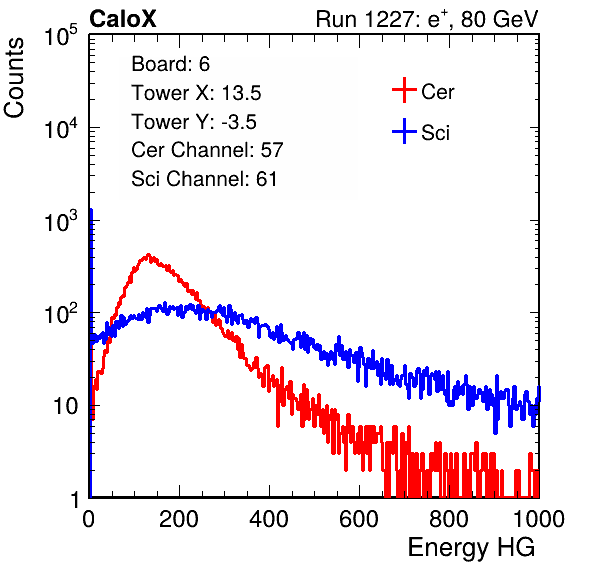 CaloX Run 1227: e⁺, 80 GeV
Counts
Board: 6
Tower X: 13.5
Tower Y: -3.5
Cer Channel: 57
Sci Channel: 61
Cer
Sci
10⁵
10⁴
10³
10²
10
1
0 200 400 600 800 1000
Energy HG